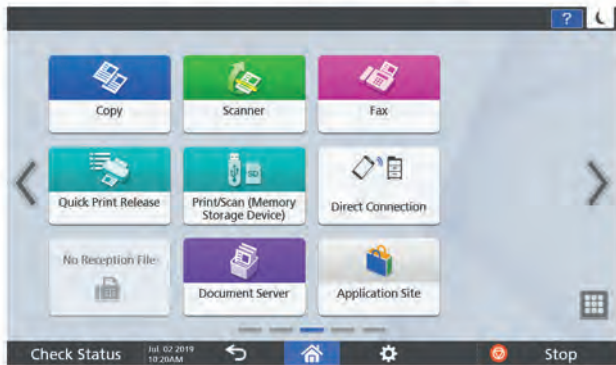 ?
Copy
Scanner
Fax
SD
Quick Print Release
Print/Scan (Memory
Storage Device)
Direct Connection
No Reception File
Document Server
Application Site
Check Status
Jul. 02 2019
10:20AM
Stop